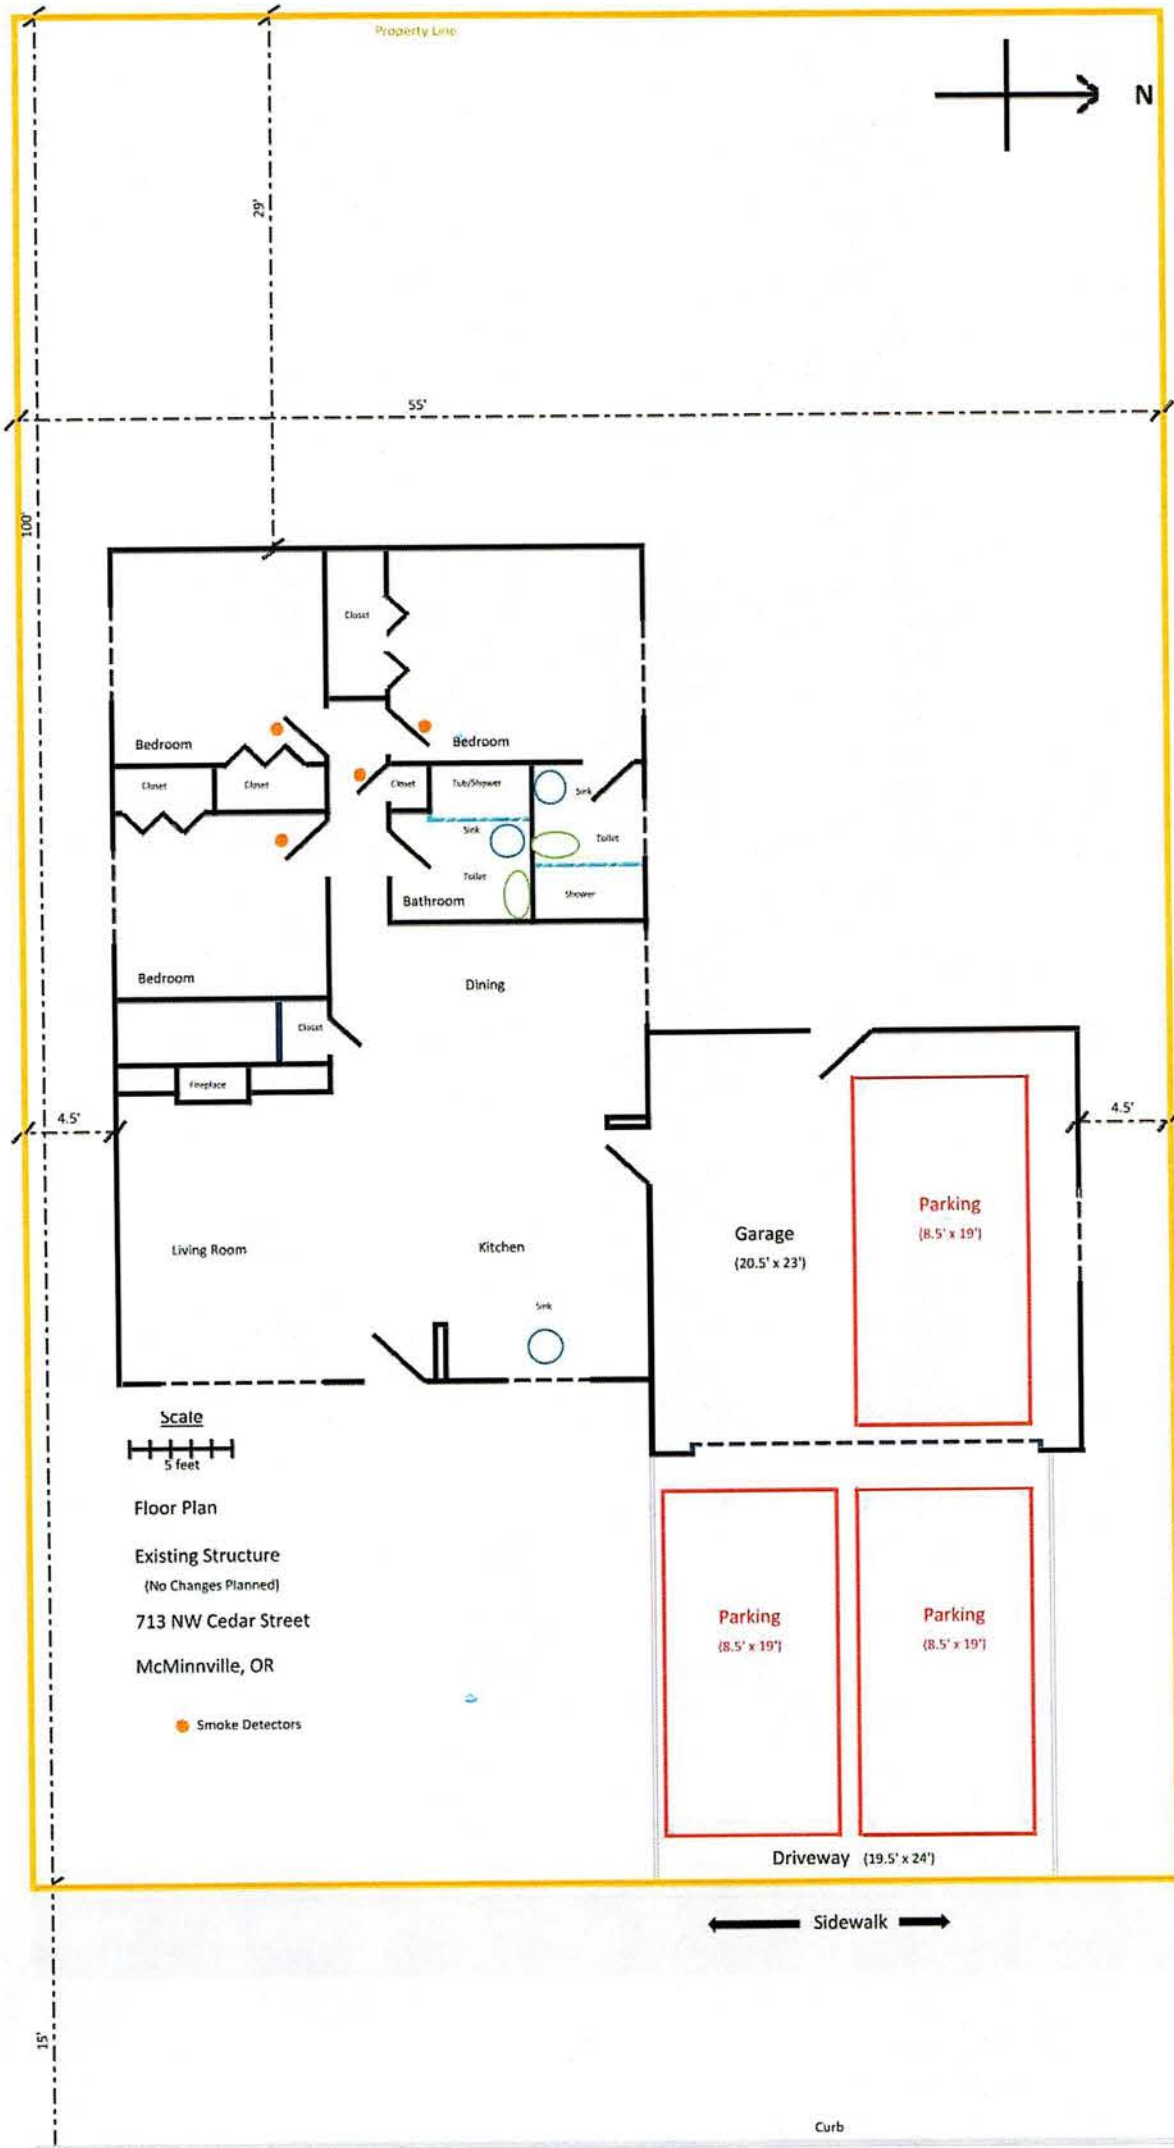 Property Line
N
29'
55'
100'
Closet
Bedroom
Bedroom
Closet
Closet
Closet
Tub/Shower
Sink
Sink
Toilet
Toilet
Bathroom
Shower
Bedroom
Dining
Closet
Fireplace
4.5'
4.5'
Parking
(8.5' x 19')
Garage
(20.5' x 23')
Living Room
Kitchen
Sink
Scale
5 feet
Floor Plan
Existing Structure
(No Changes Planned)
713 NW Cedar Street
McMinnville, OR
Smoke Detectors
Parking
(8.5' x 19')
Parking
(8.5' x 19')
Driveway (19.5' x 24')
Sidewalk
15'
Curb